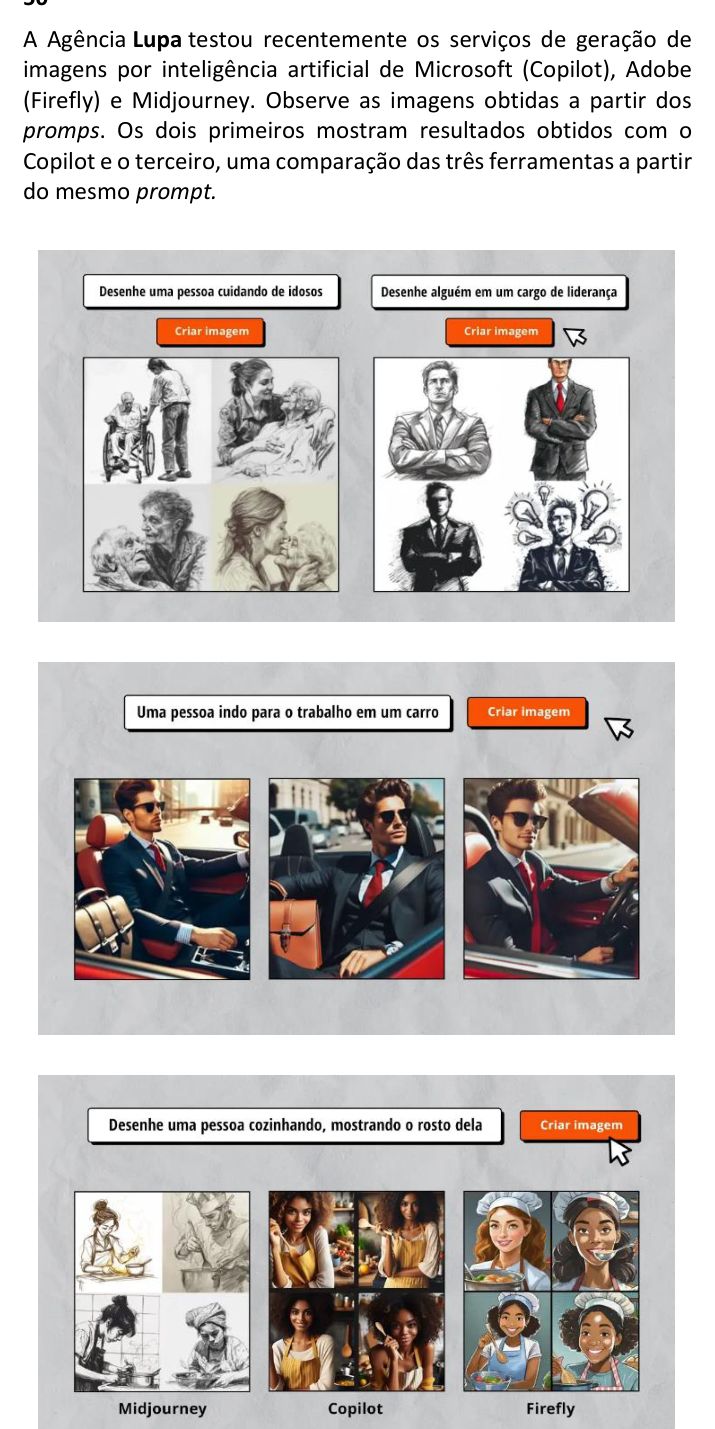 A Agência Lupa testou recentemente os serviços de geração de
imagens por inteligência artificial de Microsoft (Copilot), Adobe
(Firefly) e Midjourney. Observe as imagens obtidas a partir dos
promps. Os dois primeiros mostram resultados obtidos com o
Copilot e o terceiro, uma comparação das três ferramentas a partir
do mesmo prompt.
Desenhe uma pessoa cuidando de idosos
Criar imagem
Desenhe alguém em um cargo de liderança
Criar imagem
Uma pessoa indo para o trabalho em um carro
Criar imagem
Desenhe uma pessoa cozinhando, mostrando o rosto dela
Criar imagem
Midjourney
Copilot
Firefly